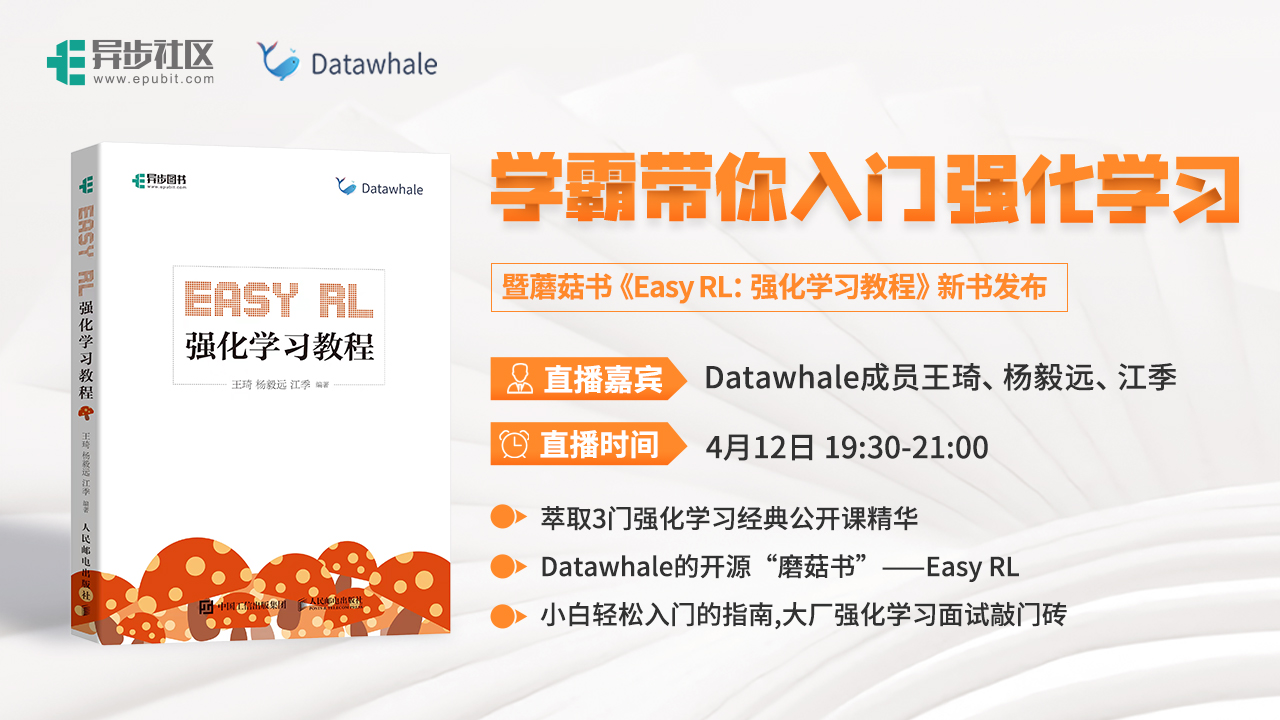 异步社区
www.epubit.com
Datawhale
异步图书
www.epubit.com
Datawhale
EASY RL
强化学习教程
王琦 杨毅远 江季 编著
EASY RL
强化学习教程
王琦 杨毅远 江季 编著
人民邮电出版社
中国工信出版集团
人民邮电出版社
POSTS & TELECOM PRESS
学霸带你入门强化学习
暨蘑菇书《Easy RL：强化学习教程》新书发布
直播嘉宾
Datawhale成员王琦、杨毅远、江季
直播时间
4月12日 19:30-21:00
萃取3门强化学习经典公开课精华
Datawhale的开源“磨菇书”——Easy RL
小白轻松入门的指南,大厂强化学习面试敲门砖